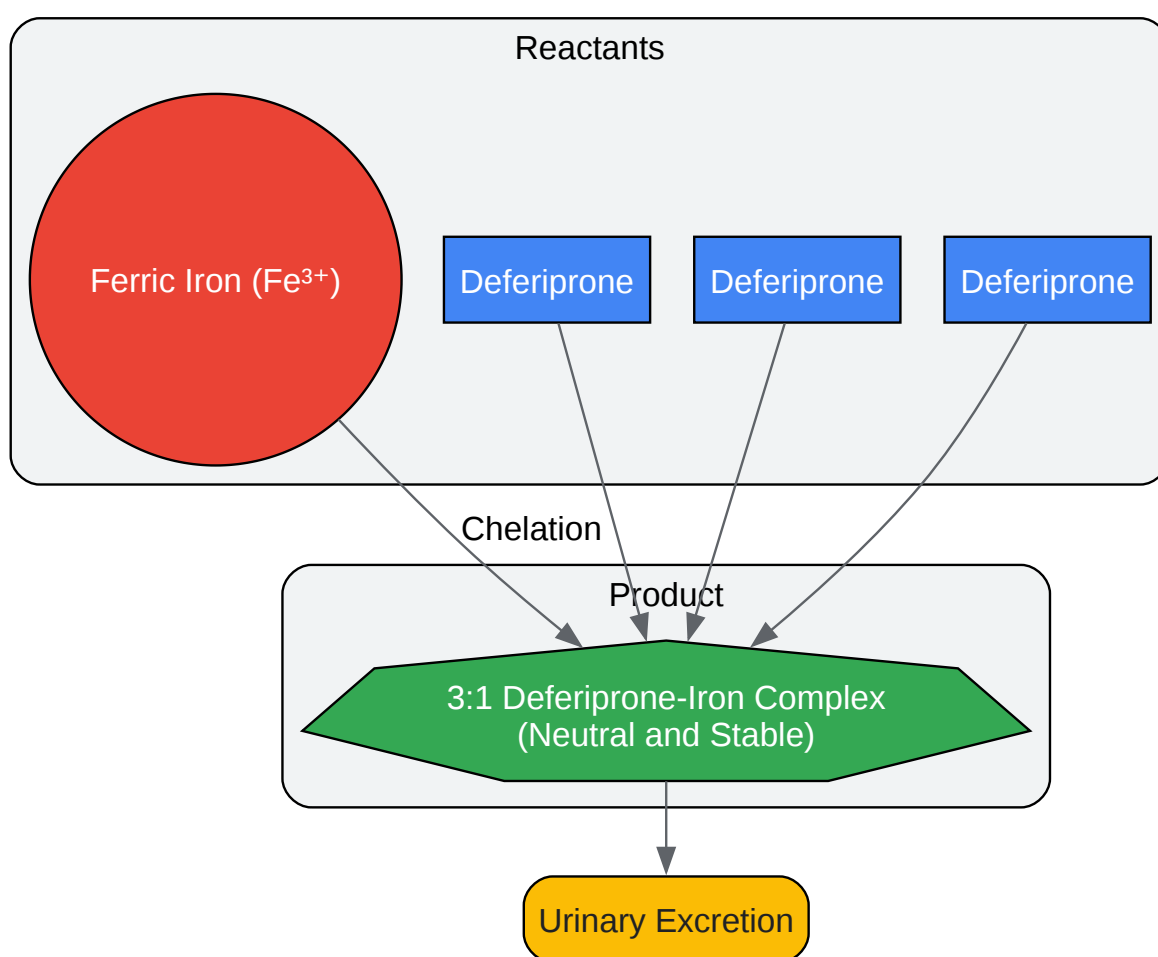 Reactants
Ferric Iron (Fe³⁺)
Deferiprone
Deferiprone
Deferiprone
Chelation
Product
3:1 Deferiprone-Iron Complex
(Neutral and Stable)
Urinary Excretion